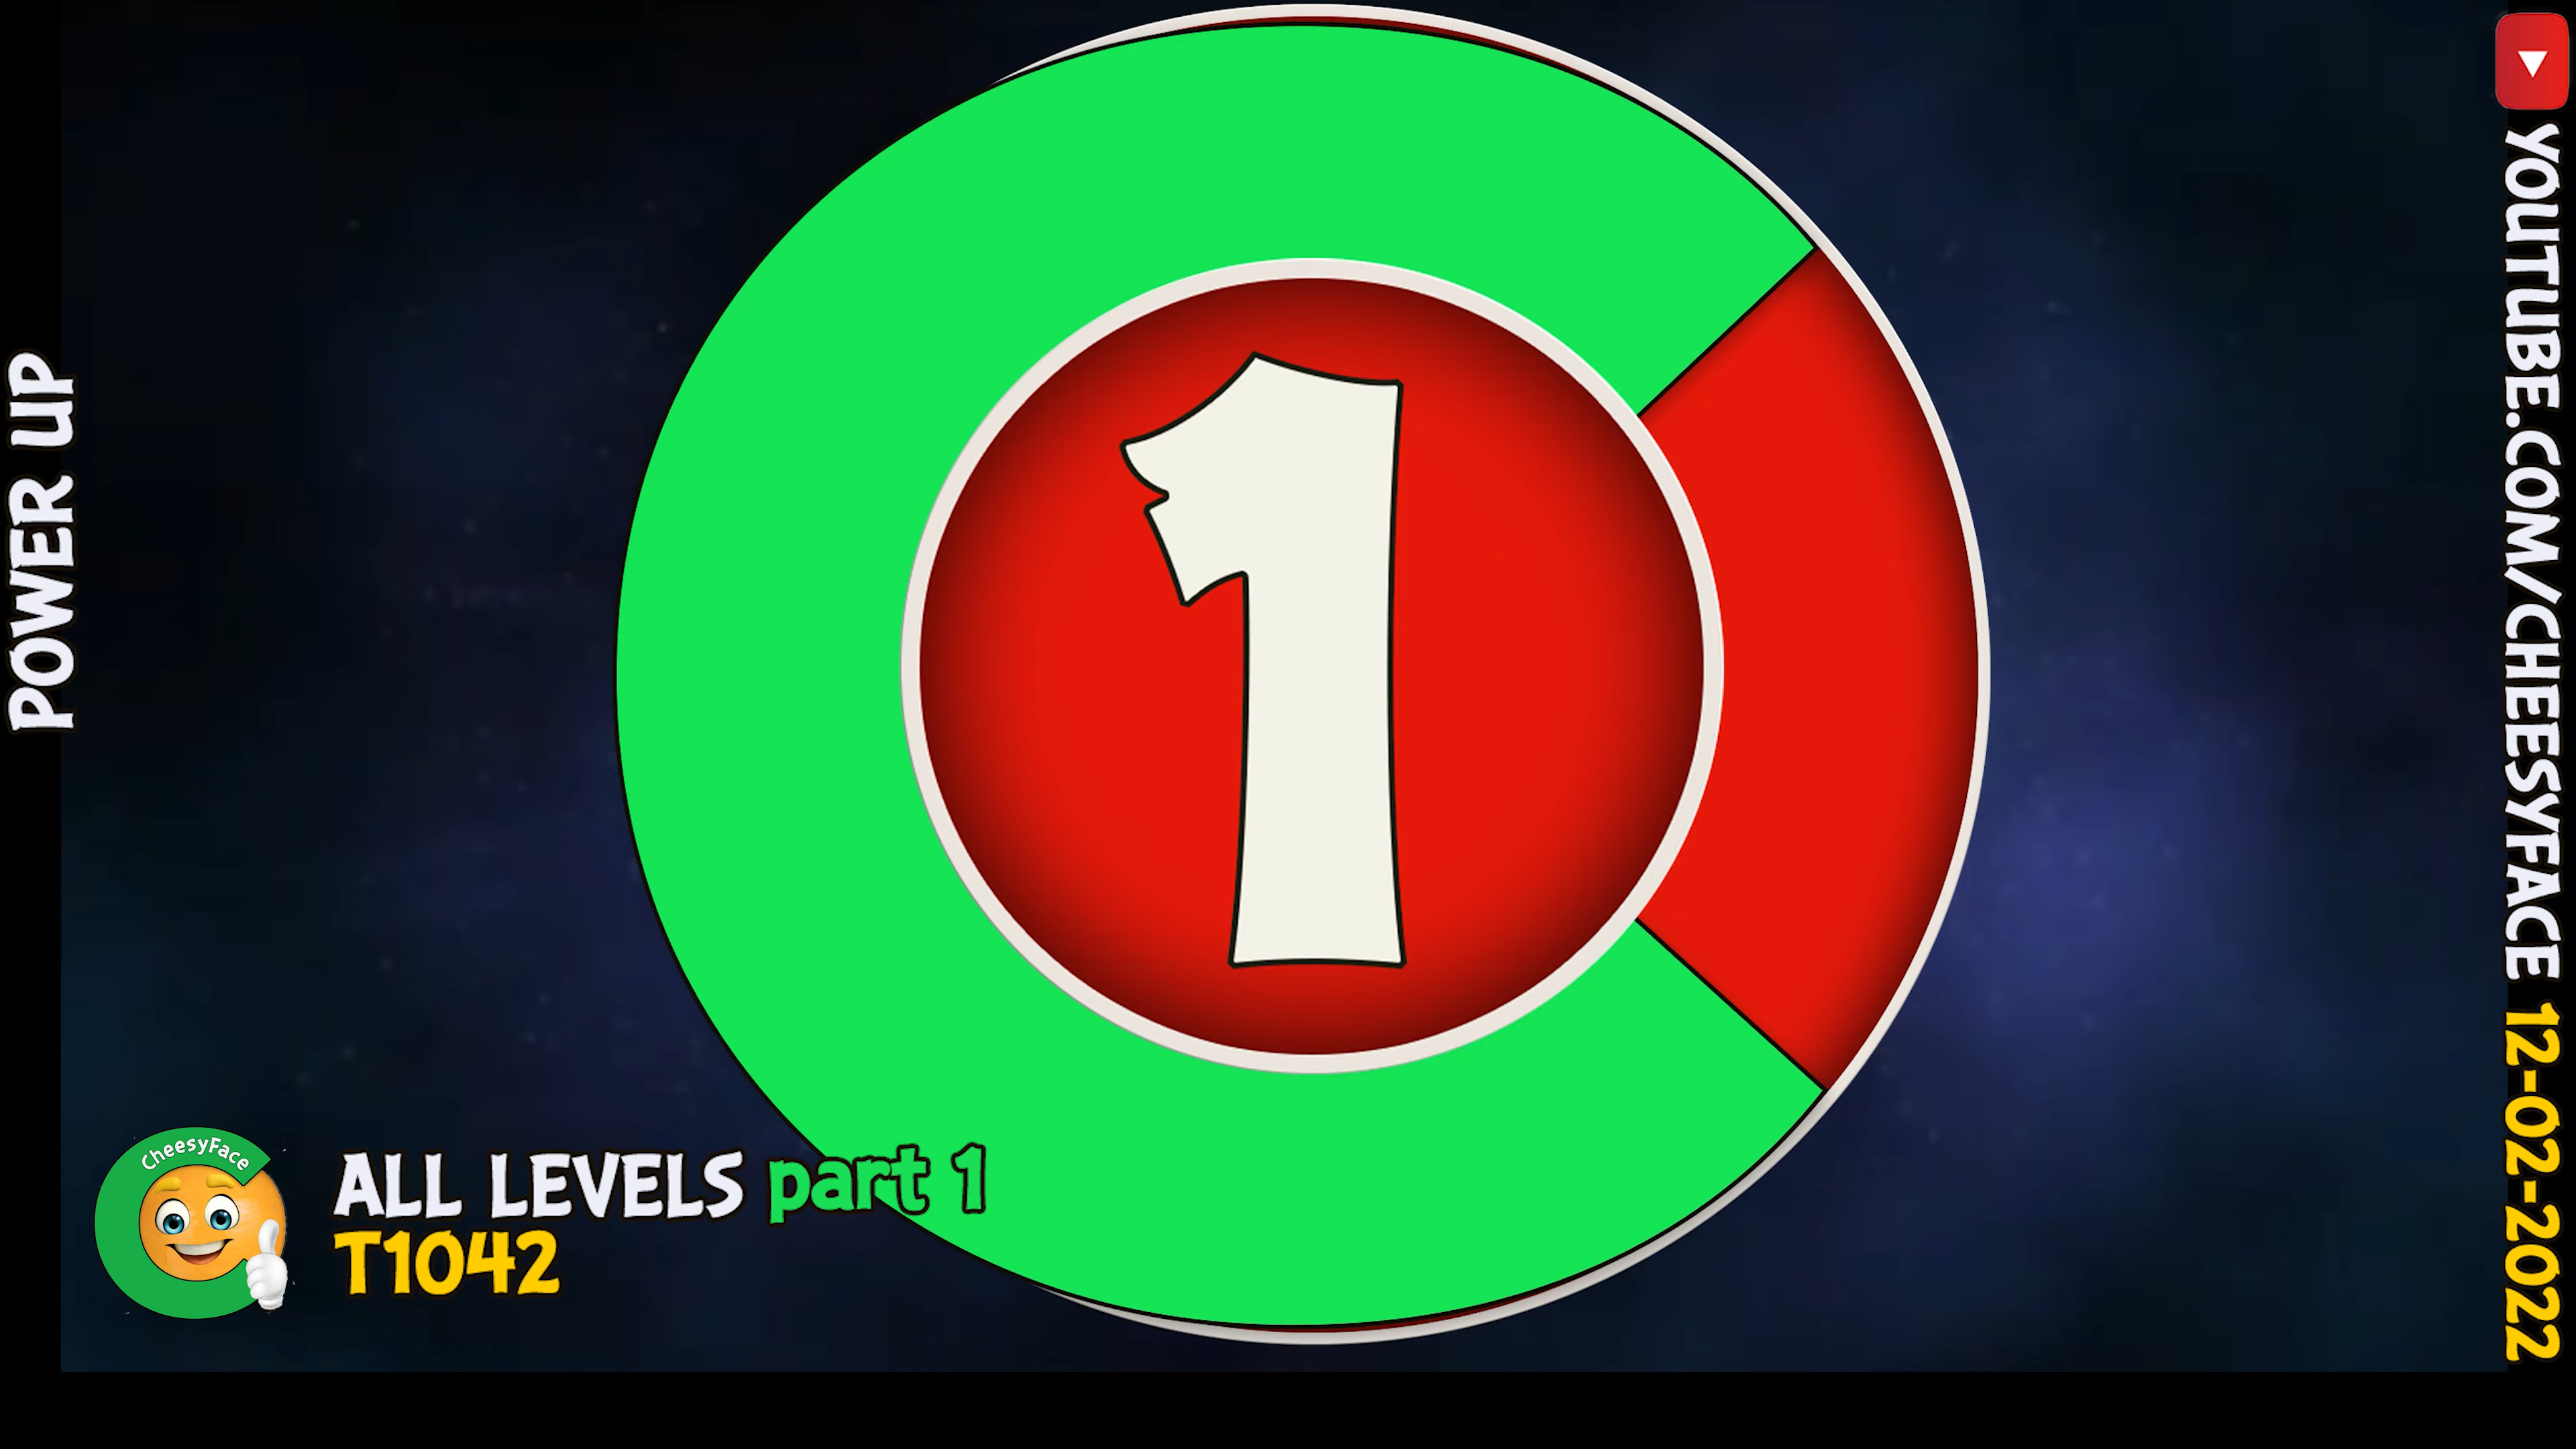 POWER UP
1
CheesyFace
ALL LEVELS part 1
T1042
YOUTUBE.COM/CHEESYFACE 12-02-2022